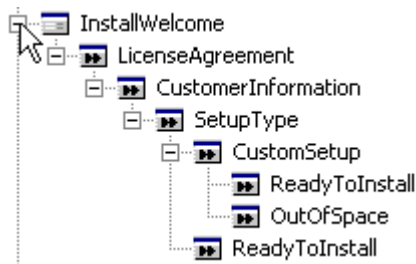 InstallWelcome
LicenseAgreement
CustomerInformation
SetupType
CustomSetup
ReadyToInstall
OutOfSpace
ReadyToInstall